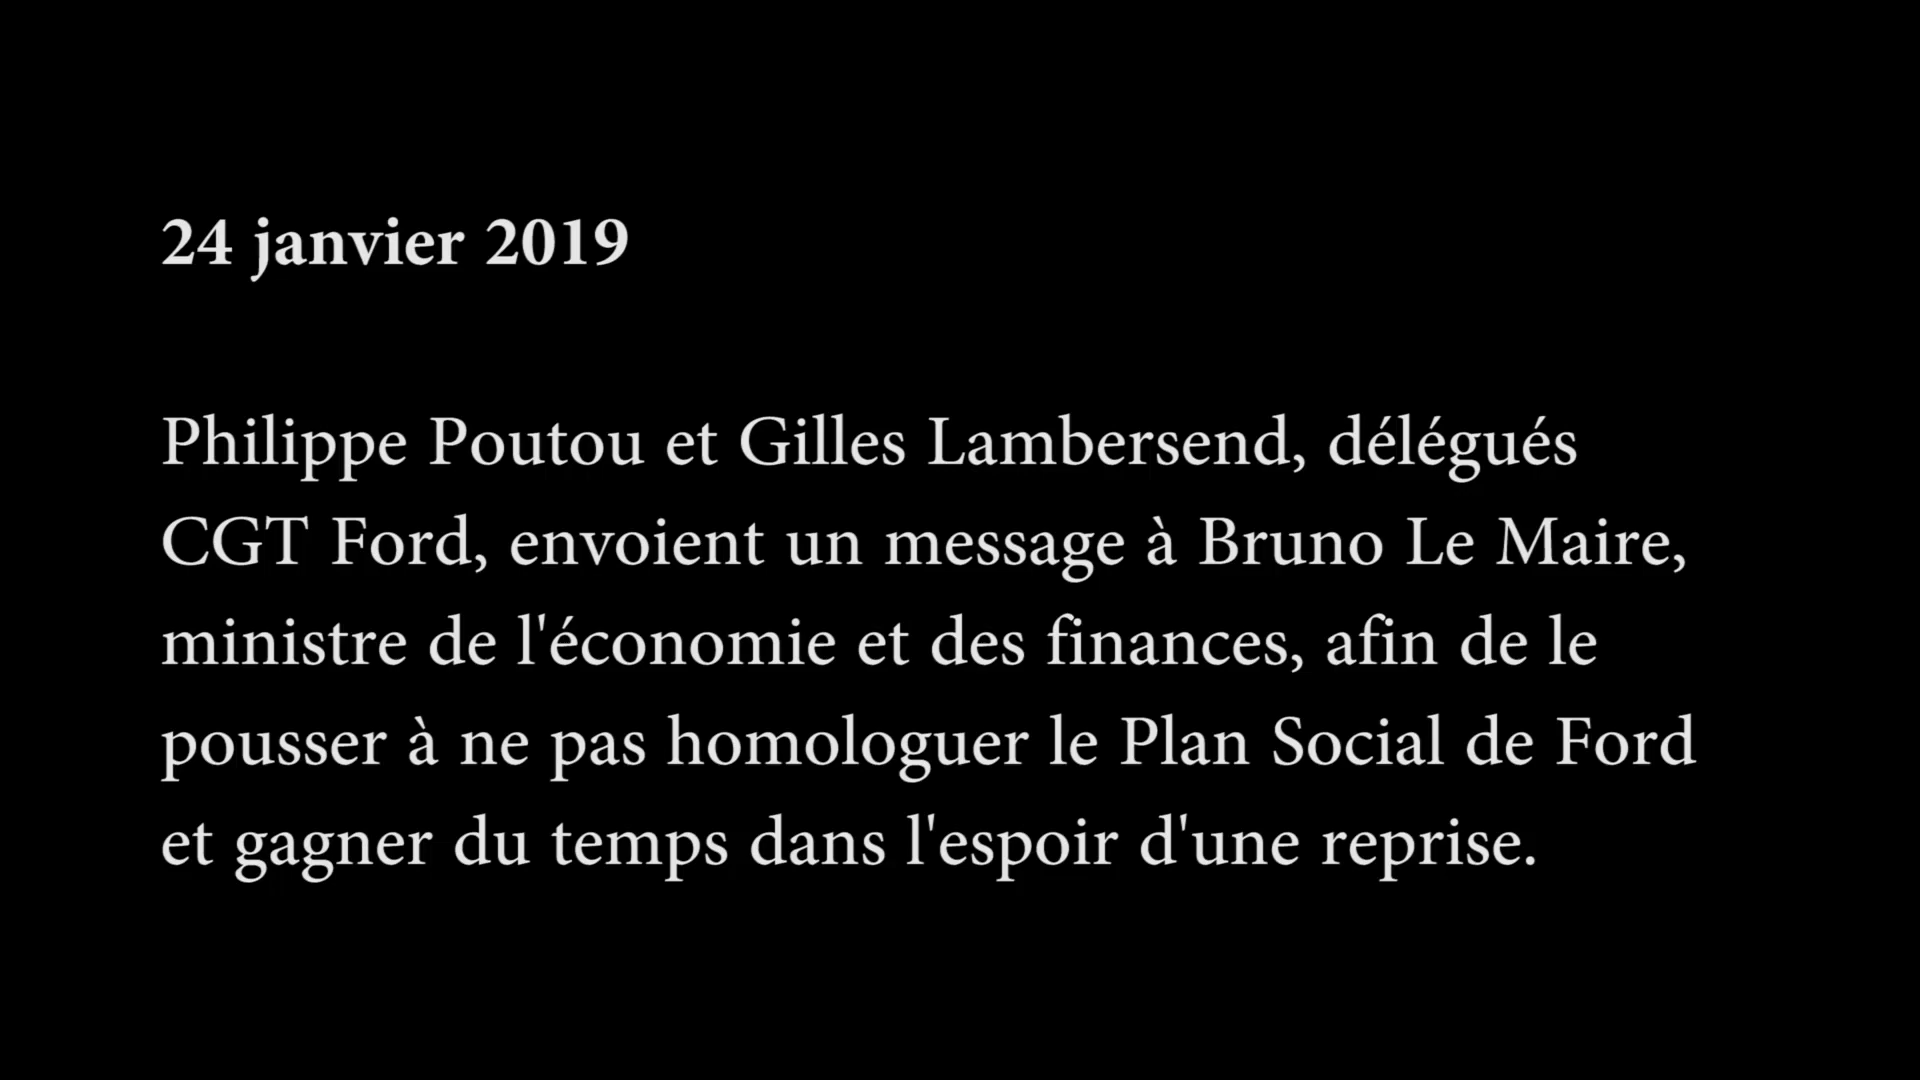 24 janvier 2019
Philippe Poutou et Gilles Lambersend, délégués
CGT Ford, envoient un message à Bruno Le Maire,
ministre de l'économie et des finances, afin de le
pousser à ne pas homologuer le Plan Social de Ford
et gagner du temps dans l'espoir d'une reprise.